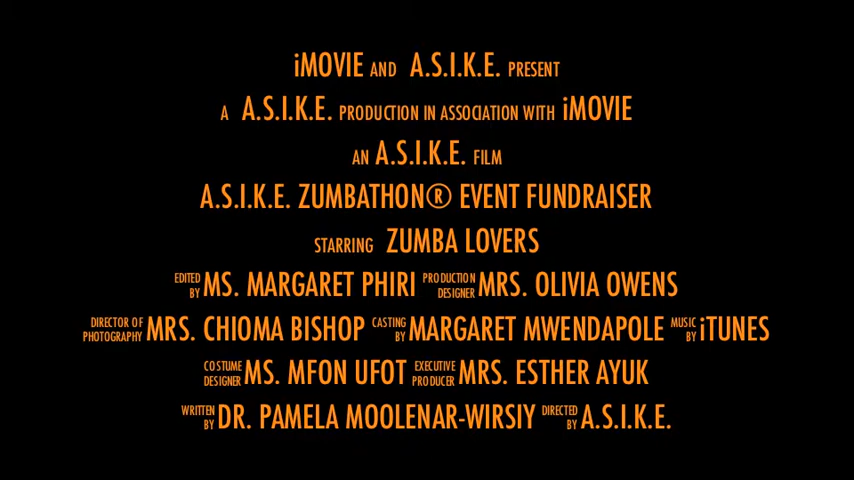 iMOVIE AND A.S.I.K.E. PRESENT
A A.S.I.K.E. PRODUCTION IN ASSOCIATION WITH iMOVIE
AN A.S.I.K.E. FILM
A.S.I.K.E. ZUMBATHON® EVENT FUNDRAISER
STARRING ZUMBA LOVERS
EDITED BY MS. MARGARET PHIRI PRODUCTION DESIGNER MRS. OLIVIA OWENS
DIRECTOR OF PHOTOGRAPHY MRS. CHIOMA BISHOP CASTING BY MARGARET MWENDAPOLE MUSIC BY iTUNES
COSTUME DESIGNER MS. MFON UFOT EXECUTIVE PRODUCER MRS. ESTHER AYUK
WRITTEN BY DR. PAMELA MOOLENAR-WIRSIY DIRECTED BY A.S.I.K.E.